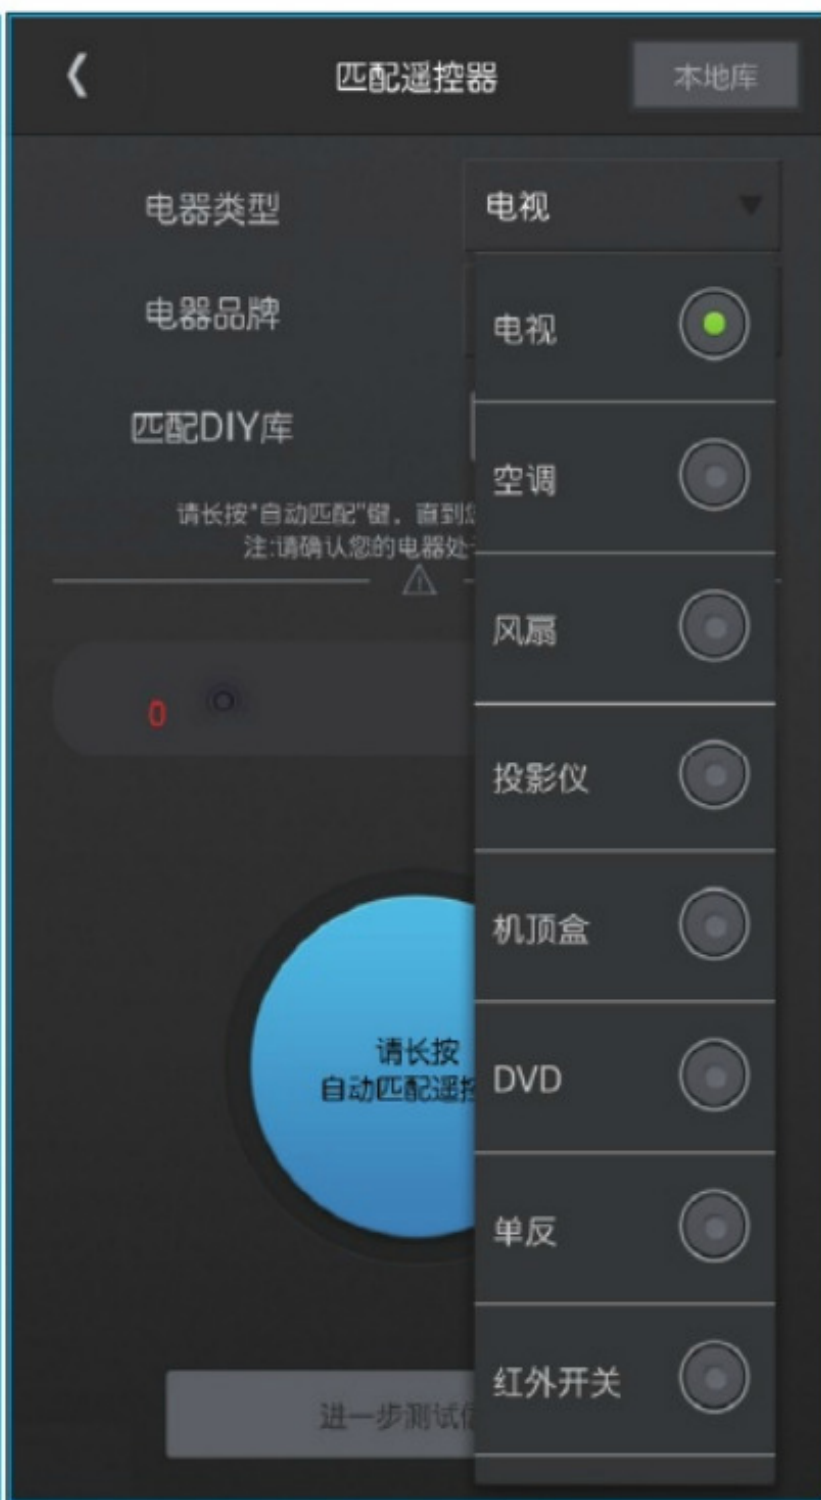 匹配遥控器
本地库
电器类型
电视
电器品牌
电视
匹配DIY库
空调
请长按"自动匹配"键，直到
注:请确认您的电器处
风扇
0
投影仪
机顶盒
请长按
自动匹配遥控
DVD
单反
红外开关
进一步测试